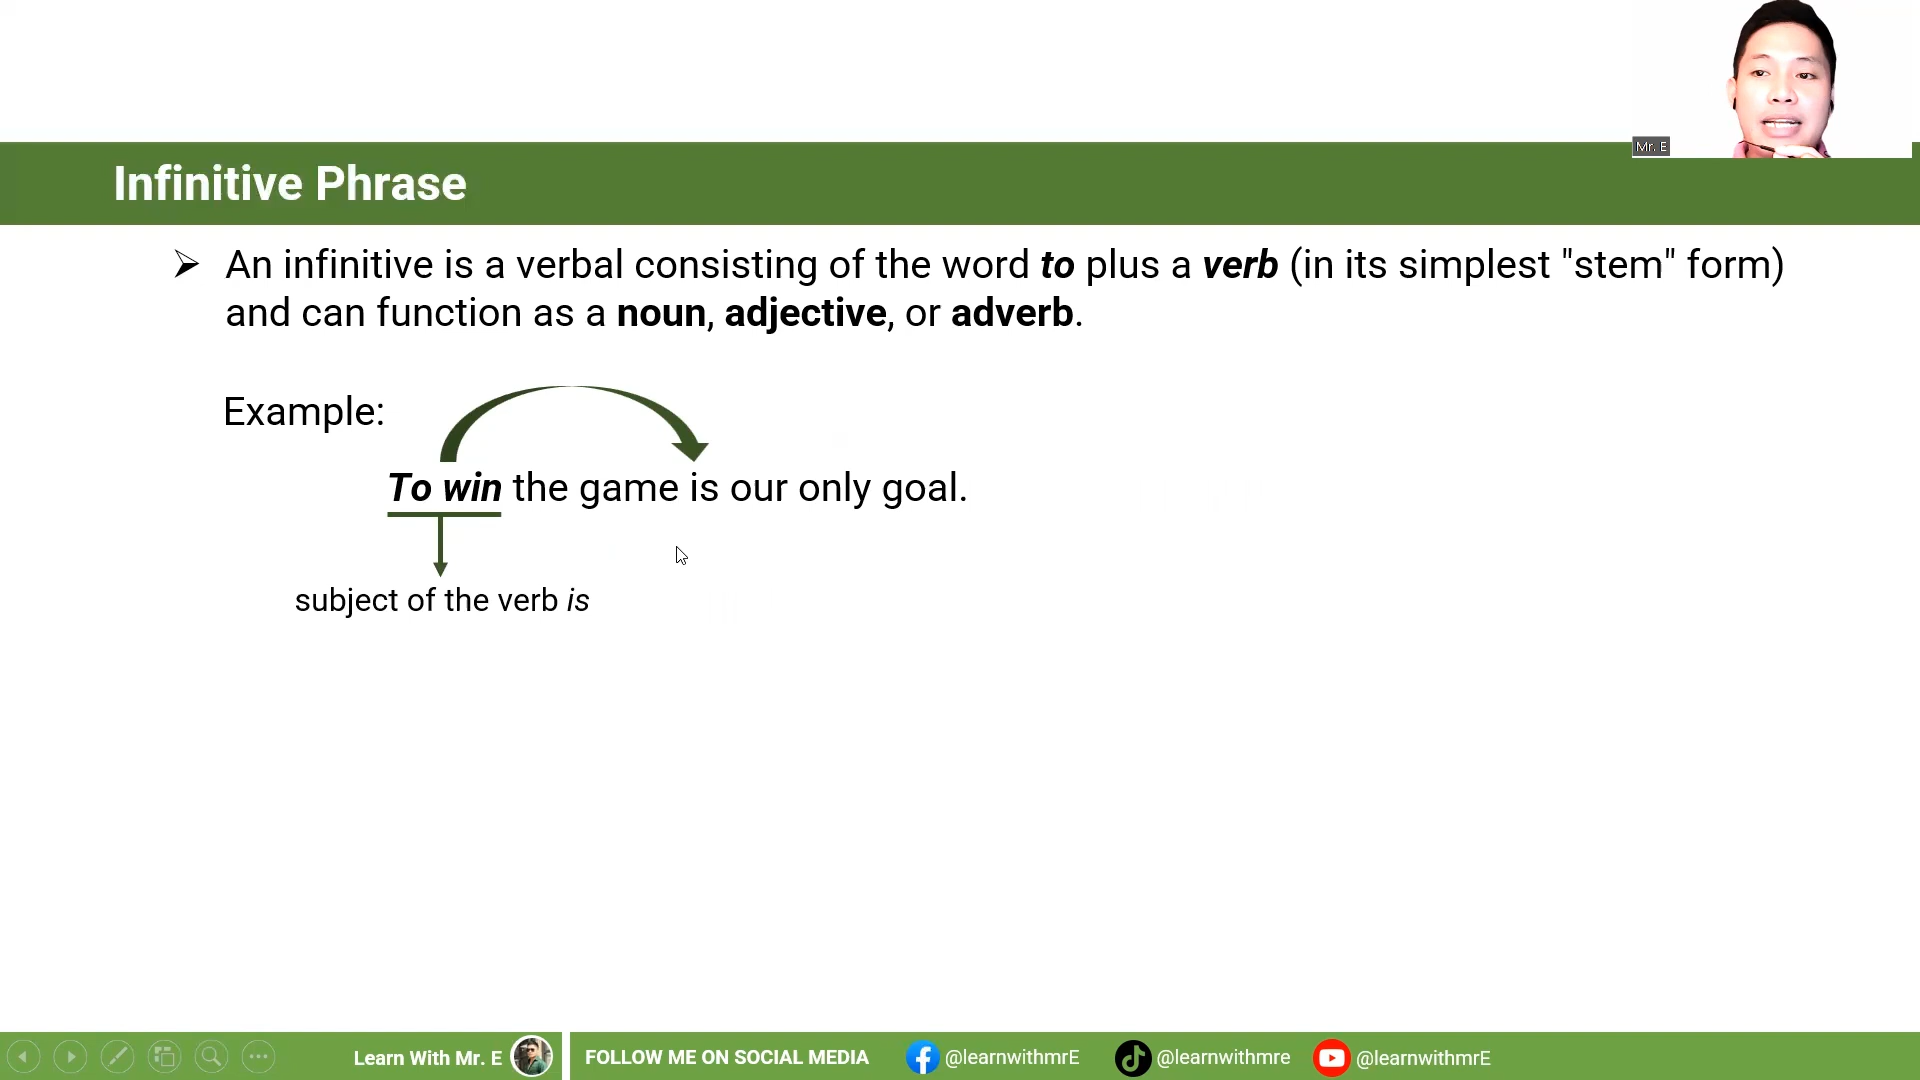 Mr. E
Infinitive Phrase
➢ An infinitive is a verbal consisting of the word to plus a verb (in its simplest "stem" form)
and can function as a noun, adjective, or adverb.
Example:
To win the game is our only goal.
subject of the verb is
Learn With Mr. E
FOLLOW ME ON SOCIAL MEDIA
@learnwithmrE
@learnwithmre
@learnwithmrE